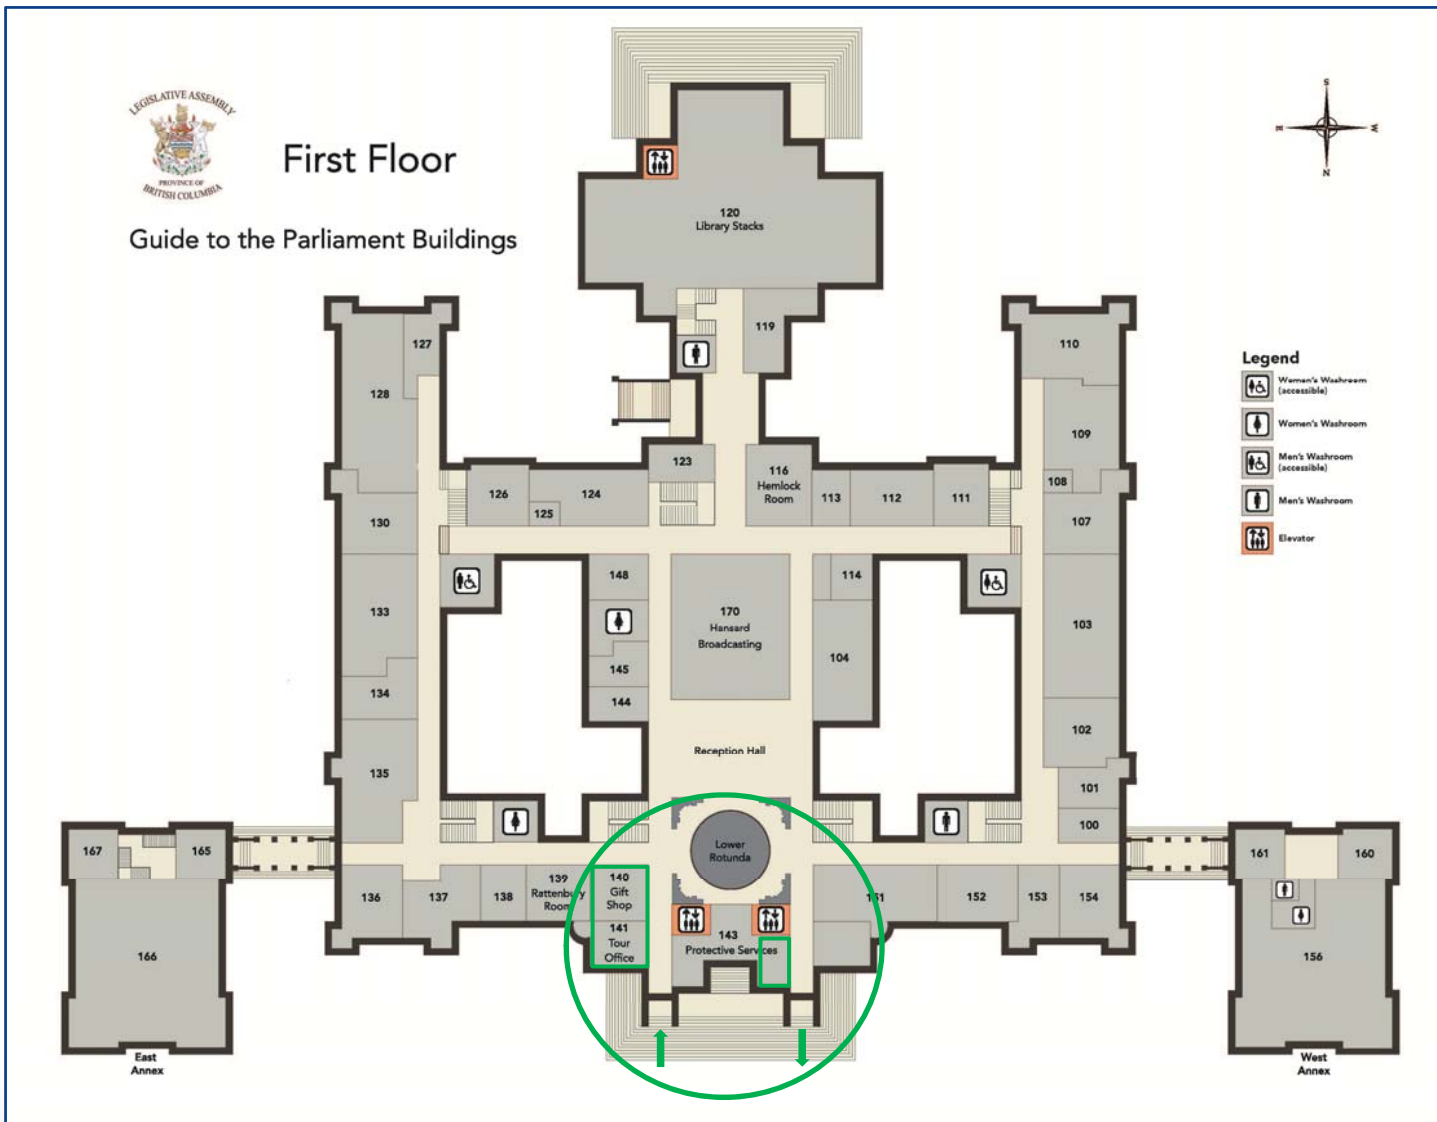 LEGISLATIVE ASSEMBLY
PROVINCE OF
BRITISH COLUMBIA
First Floor
Guide to the Parliament Buildings
S
E
W
N
120
Library Stacks
119
127
128
110
109
108
123
116
Hemlock
Room
113
112
111
126
125
124
130
107
148
114
133
170
Hansard
Broadcasting
103
145
104
134
144
102
Reception Hall
135
101
100
Lower
Rotunda
167
165
161
160
136
137
138
139
Rattenbury
Room
140
Gift
Shop
151
152
153
154
141
Tour
Office
143
Protective Services
166
156
East
Annex
West
Annex
Legend
Women's Washroom
(accessible)
Women's Washroom
Men's Washroom
(accessible)
Men's Washroom
Elevator